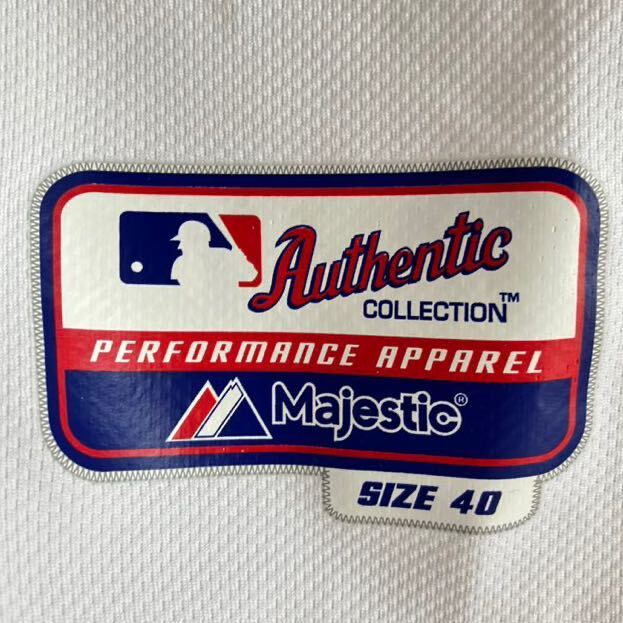 Authentic
COLLECTION™
PERFORMANCE APPAREL
Majestic®
SIZE 40